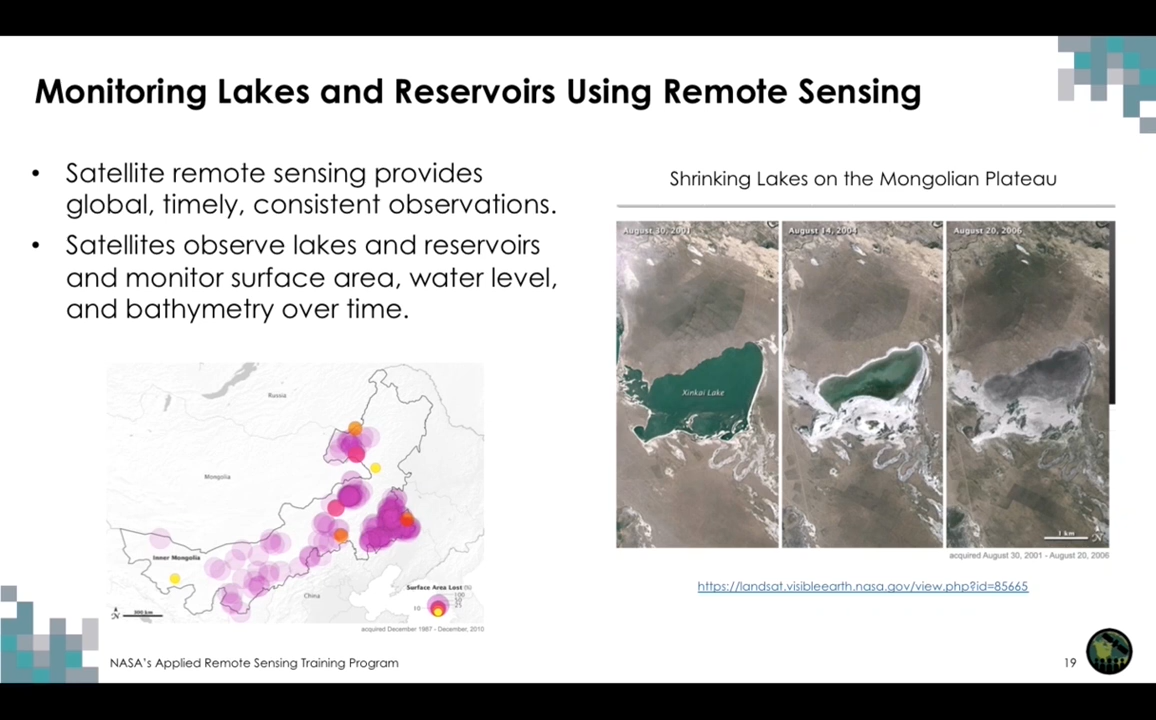 Monitoring Lakes and Reservoirs Using Remote Sensing
• Satellite remote sensing provides
global, timely, consistent observations.
• Satellites observe lakes and reservoirs
and monitor surface area, water level,
and bathymetry over time.
Shrinking Lakes on the Mongolian Plateau
August 30, 2001
August 14, 2004
August 20, 2006
Xinkai Lake
1 km
N
acquired August 30, 2001 - August 20, 2006
https://landsat.visibleearth.nasa.gov/view.php?id=85665
Russia
Mongolia
Inner Mongolia
China
N
300 km
Surface Area Lost (%)
100
25
10
acquired December 1987 - December, 2010
NASA's Applied Remote Sensing Training Program
19